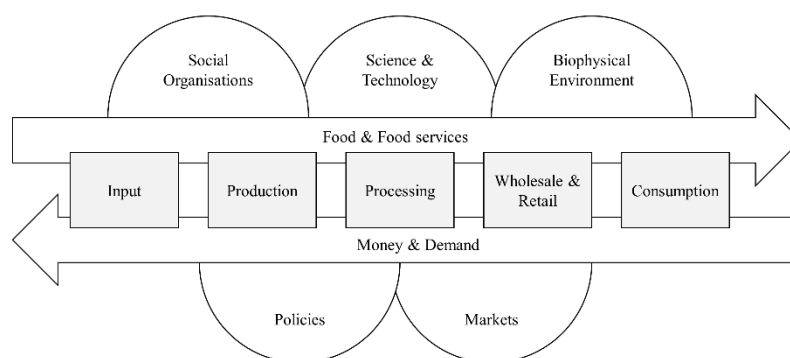 Social
Organisations
Science &
Technology
Biophysical
Environment
Food & Food services
Input
Production
Processing
Wholesale &
Retail
Consumption
Money & Demand
Policies
Markets